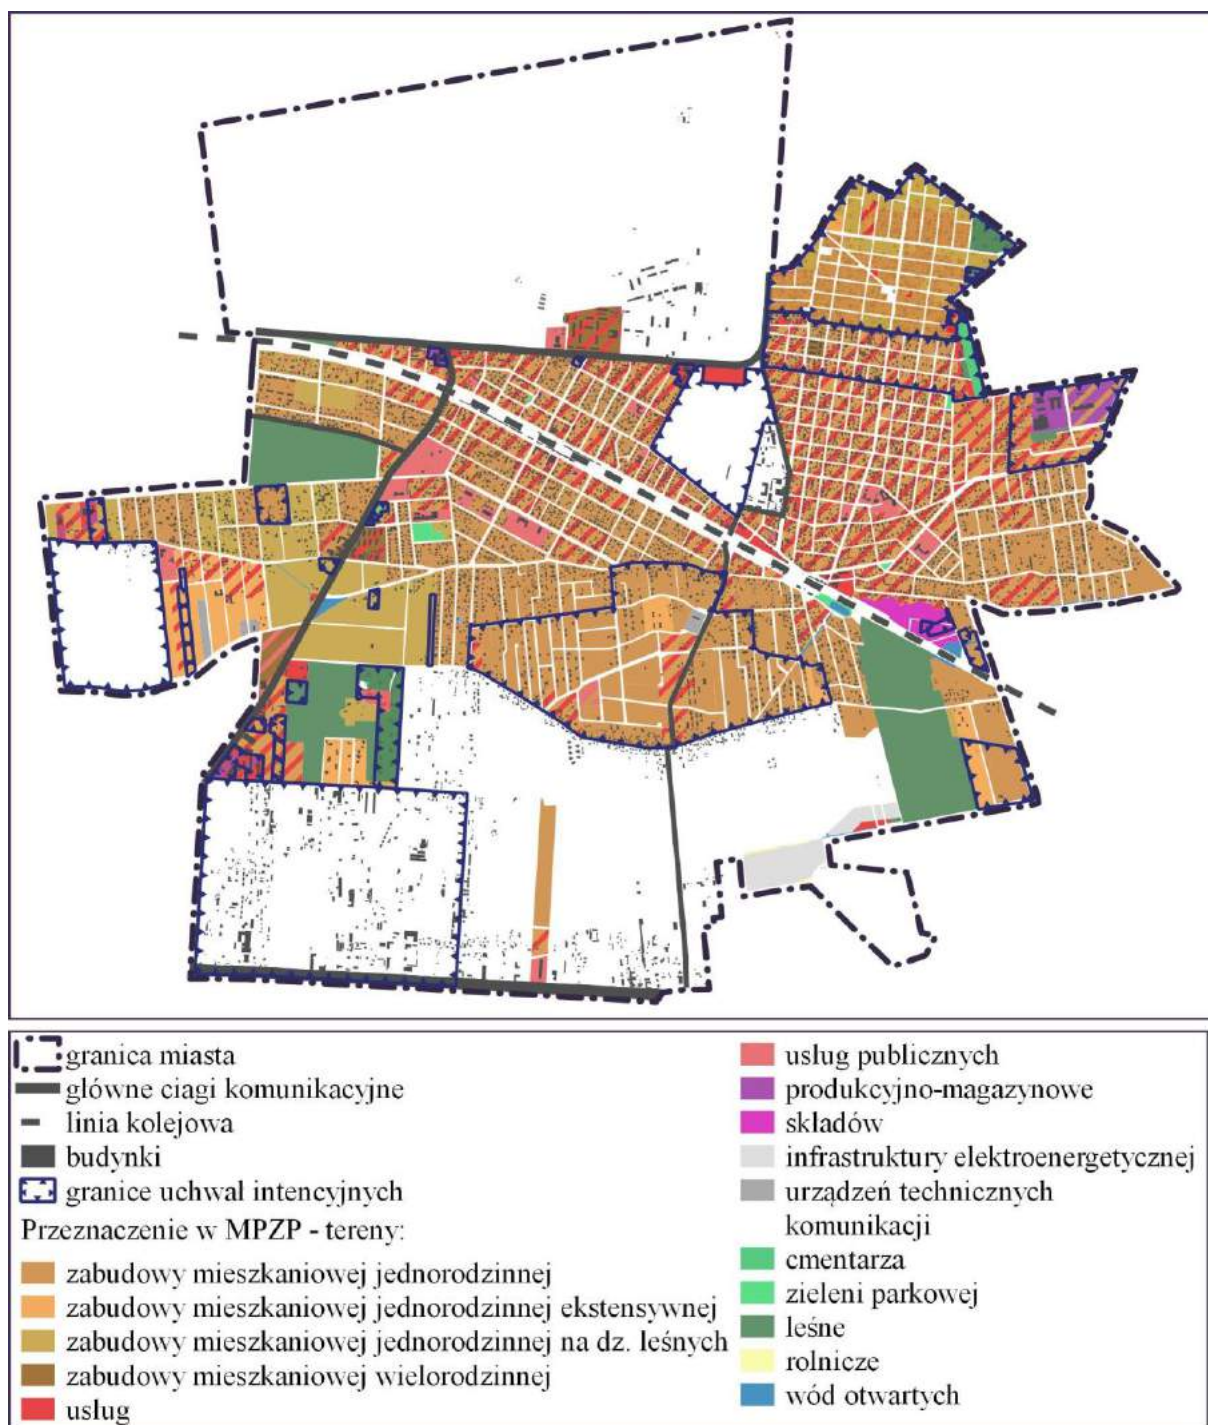 granica miasta
główne ciągi komunikacyjne
linia kolejowa
budynki
granice uchwał intencyjnych
Przeznaczenie w MPZP - tereny:
zabudowy mieszkaniowej jednorodzinnej
zabudowy mieszkaniowej jednorodzinnej ekstensywnej
zabudowy mieszkaniowej jednorodzinnej na dz. leśnych
zabudowy mieszkaniowej wielorodzinnej
usług
usług publicznych
produkcyjno-magazynowe
składów
infrastruktury elektroenergetycznej
urządzeń technicznych
komunikacji
cmentarza
zieleni parkowej
leśne
rolnicze
wód otwartych